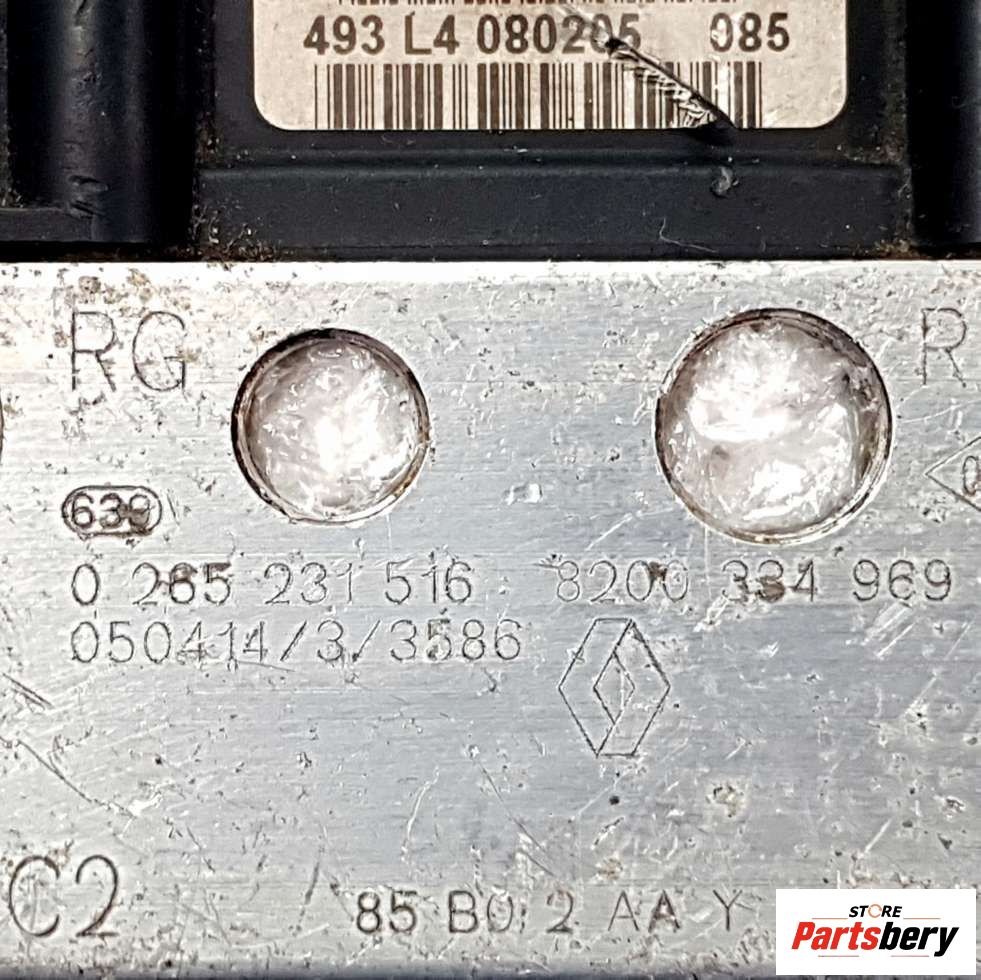 493 L4 080205 085
RG
R
639
0 265 231 516 8200 334 969
050414/3/3586
C2
85 B0 2 AA Y
STORE
Partsbery